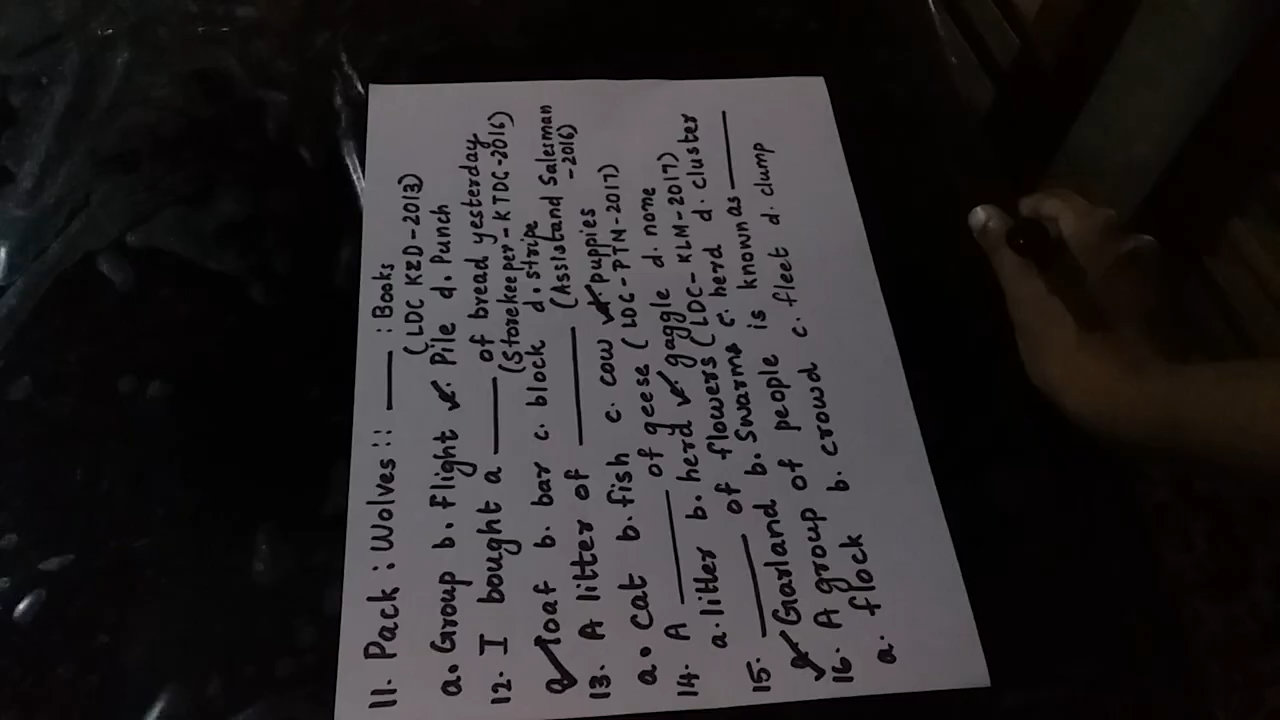 11. Pack : Wolves :: ____ : Books
(LDC KZD-2013)
a. Group b. Flight ✓ Pile d. Punch
12. I bought a ____ of bread yesterday
(Storekeeper-KTDC-2016)
✓ loaf b. bar c. block d. stripe
13. A litter of ____ (Assistand Salesman
-2016)
a. cat b. fish c. cow ✓ puppies
14. A ____ of geese (LDC-PTN-2017)
a. litter b. herd ✓ gaggle d. none
15. ____ of flowers (LDC-KLM-2017)
✓ Garland b. Swarms c. herd d. cluster
16. A group of people is known as ____
a. flock b. crowd c. fleet d. clump